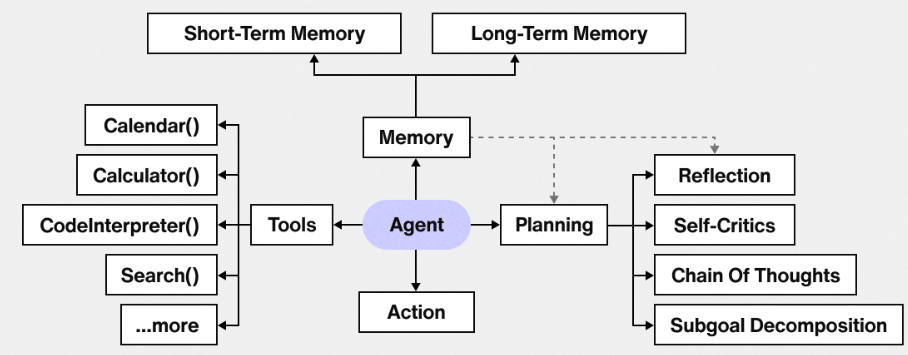 Short-Term Memory
Long-Term Memory
Calendar()
Memory
Calculator()
Reflection
CodeInterpreter()
Tools
Agent
Planning
Self-Critics
Search()
Chain Of Thoughts
...more
Action
Subgoal Decomposition